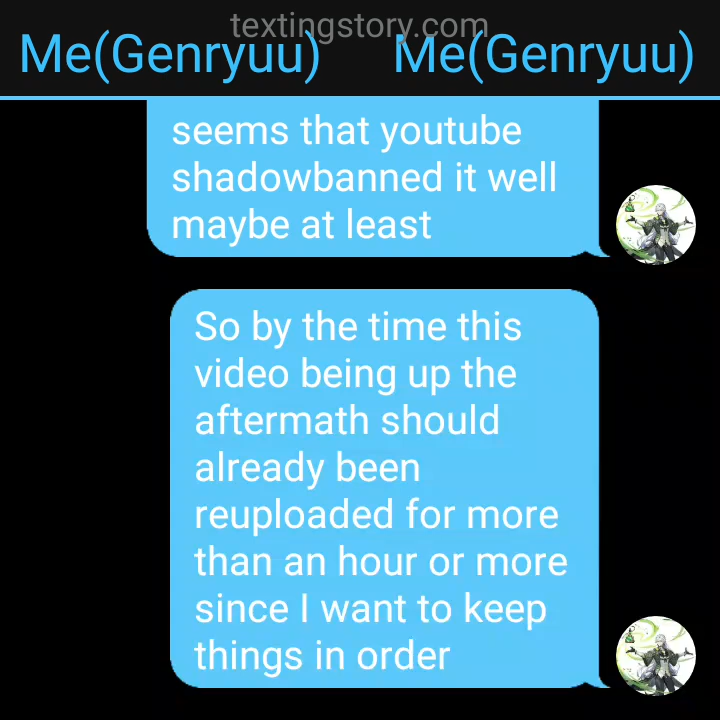 textingstory.com
Me(Genryuu) Me(Genryuu)
seems that youtube
shadowbanned it well
maybe at least
So by the time this
video being up the
aftermath should
already been
reuploaded for more
than an hour or more
since I want to keep
things in order